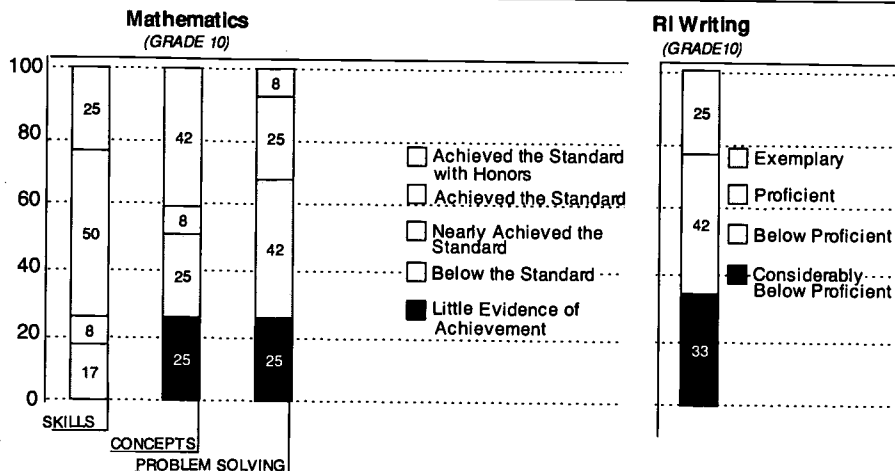 Mathematics
(GRADE 10)
RI Writing
(GRADE10)
100
80
60
40
20
0
25
50
8
17
42
8
25
25
8
25
42
25
SKILLS
CONCEPTS
PROBLEM SOLVING
Achieved the Standard
with Honors
Achieved the Standard
Nearly Achieved the
Standard
Below the Standard
Little Evidence of
Achievement
25
42
33
Exemplary
Proficient
Below Proficient
Considerably
Below Proficient